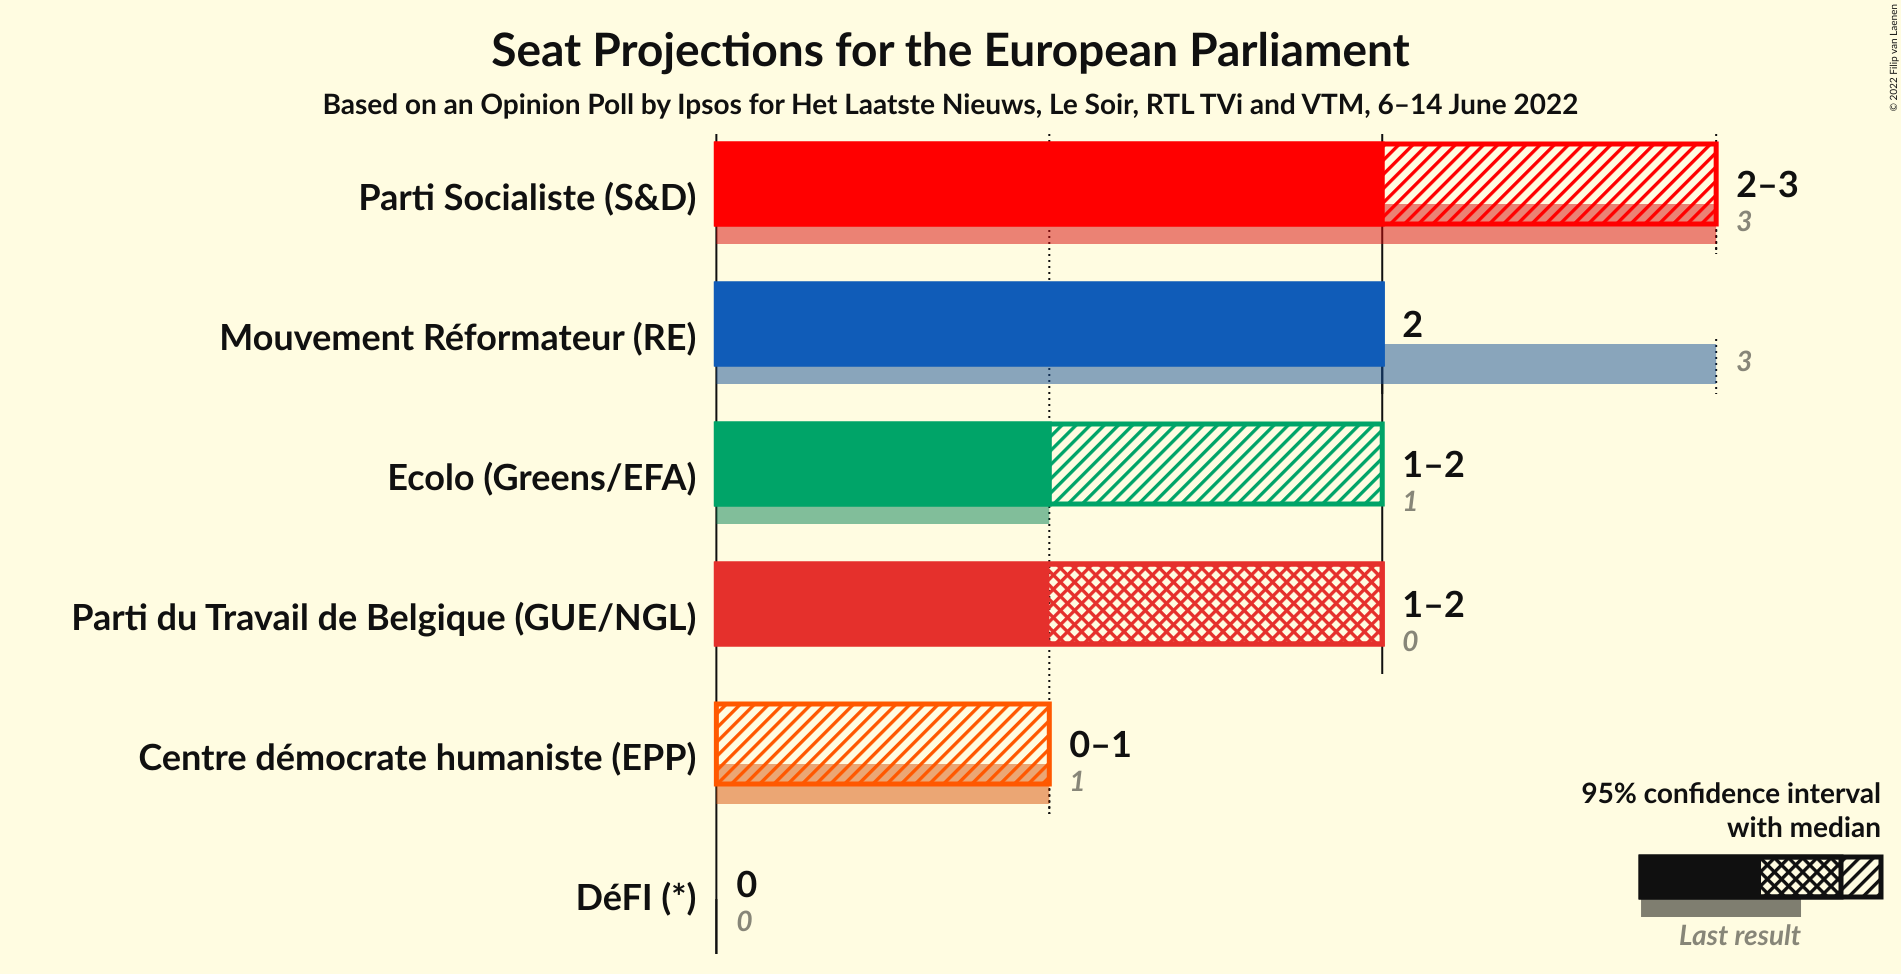 Seat Projections for the European Parliament
Based on an Opinion Poll by Ipsos for Het Laatste Nieuws, Le Soir, RTL TVi and VTM, 6–14 June 2022
© 2022 Filip van Laenen
Parti Socialiste (S&D)
2–3
3
Mouvement Réformateur (RE)
2
3
Ecolo (Greens/EFA)
1–2
1
Parti du Travail de Belgique (GUE/NGL)
1–2
0
Centre démocrate humaniste (EPP)
0–1
1
DéFI (*)
0
0
95% confidence interval
with median
Last result